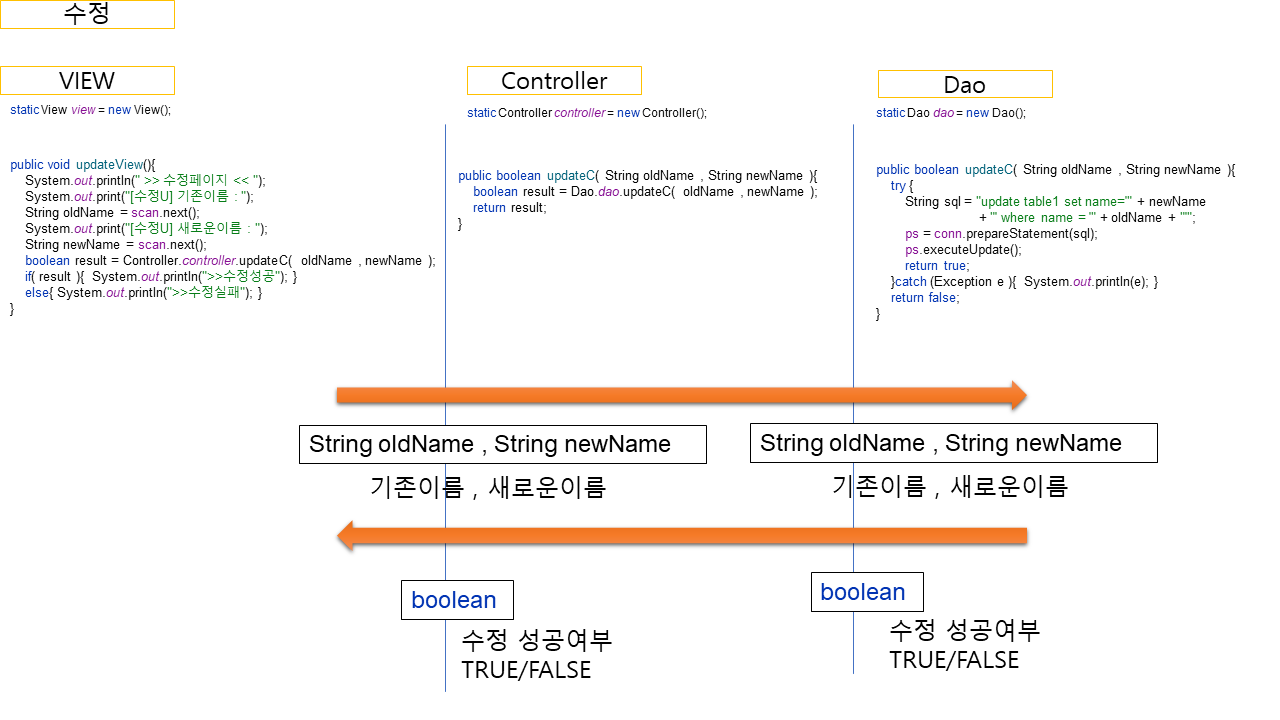 수정
VIEW
static View view = new View();
public void updateView(){
System.out.println(" >> 수정페이지 << ");
System.out.print("[수정U] 기존이름 : ");
String oldName = scan.next();
System.out.print("[수정U] 새로운이름 : ");
String newName = scan.next();
boolean result = Controller.controller.updateC( oldName , newName );
if( result ){ System.out.println(">>수정성공"); }
else{ System.out.println(">>수정실패"); }
}
Controller
static Controller controller = new Controller();
public boolean updateC( String oldName , String newName ){
boolean result = Dao.dao.updateC( oldName , newName );
return result;
}
Dao
static Dao dao = new Dao();
public boolean updateC( String oldName , String newName ){
try {
String sql = "update table1 set name='" + newName
+ "' where name = '" + oldName + "'";
ps = conn.prepareStatement(sql);
ps.executeUpdate();
return true;
}catch (Exception e ){ System.out.println(e); }
return false;
}
String oldName , String newName
기존이름 , 새로운이름
String oldName , String newName
기존이름 , 새로운이름
boolean
수정 성공여부
TRUE/FALSE
boolean
수정 성공여부
TRUE/FALSE